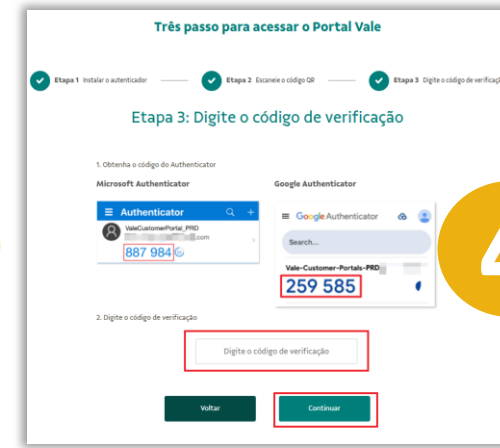 Três passo para acessar o Portal Vale
Etapa 1 Instalar o autenticador
Etapa 2 Escaneie o código QR
Etapa 3 Digite o código de verificaç
Etapa 3: Digite o código de verificação
1. Obtenha o código do Authenticator
Microsoft Authenticator
Google Authenticator
Authenticator
ValeCustomerPortal_PRD
.com
887 984
Google Authenticator
Search...
Vale-Customer-Portals-PRD
259 585
2. Digite o código de verificação
Digite o código de verificação
Voltar
Continuar